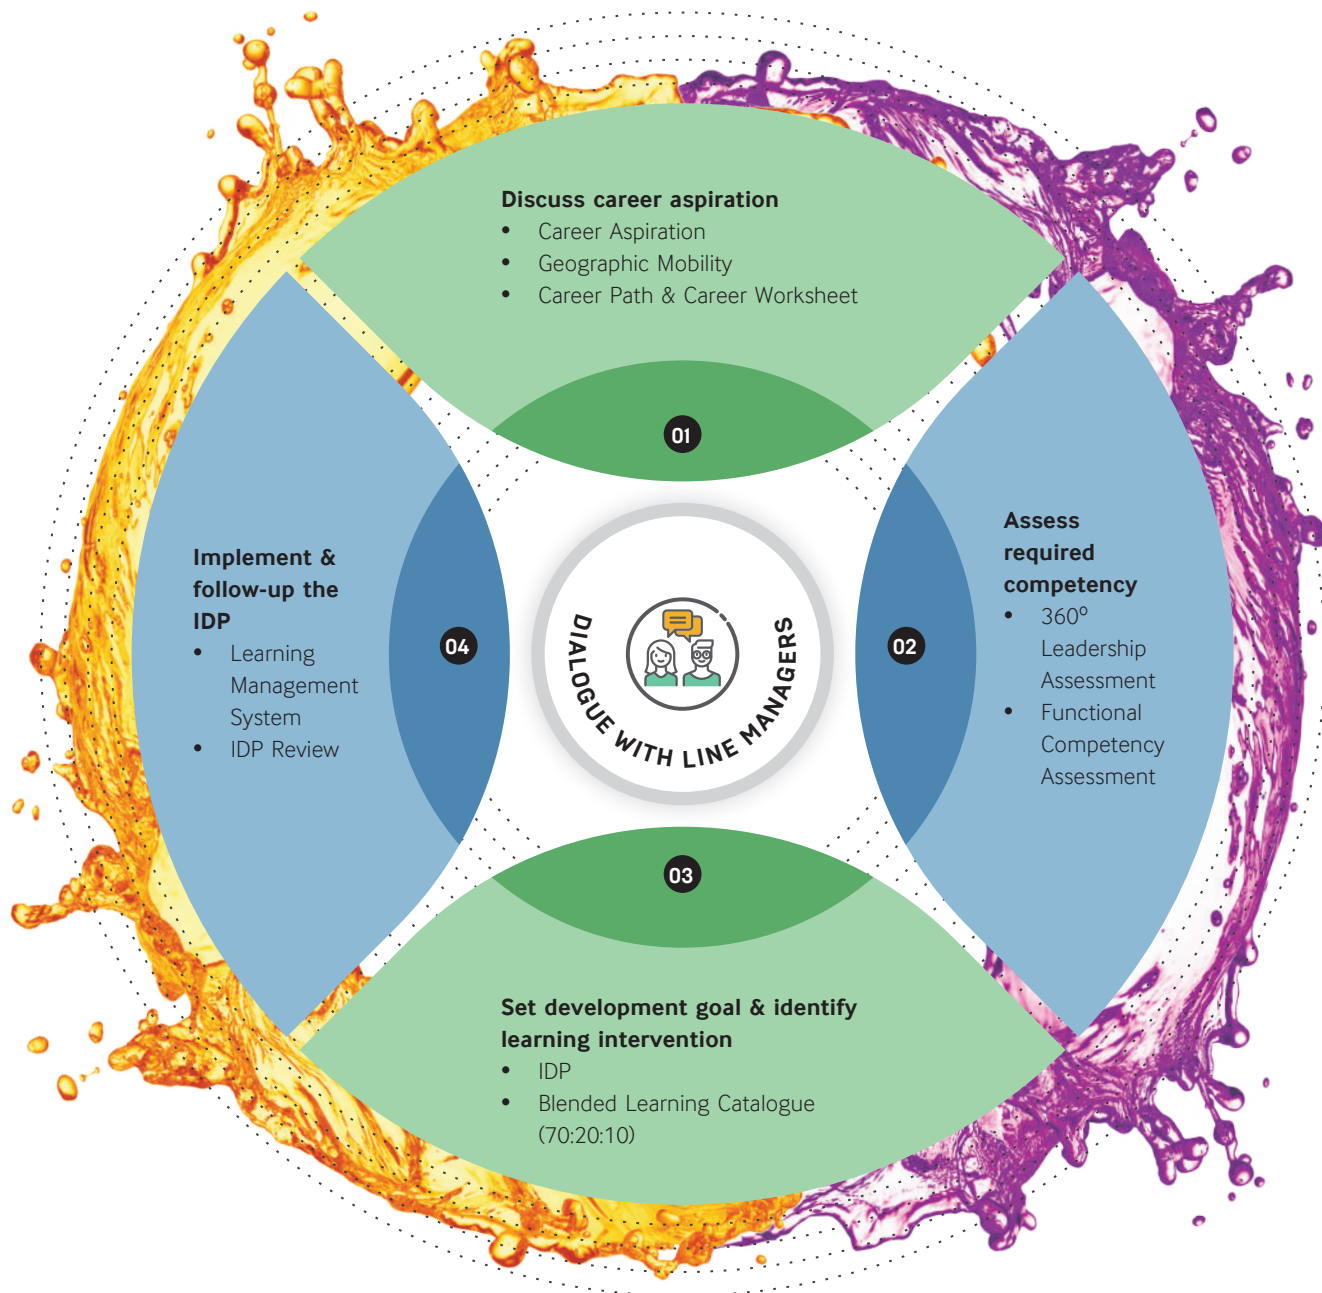 Discuss career aspiration
• Career Aspiration
• Geographic Mobility
• Career Path & Career Worksheet
01
Assess
required
competency
• 360º
Leadership
Assessment
• Functional
Competency
Assessment
02
Set development goal & identify
learning intervention
• IDP
• Blended Learning Catalogue
(70:20:10)
03
Implement &
follow-up the
IDP
• Learning
Management
System
• IDP Review
04
DIALOGUE WITH LINE MANAGERS